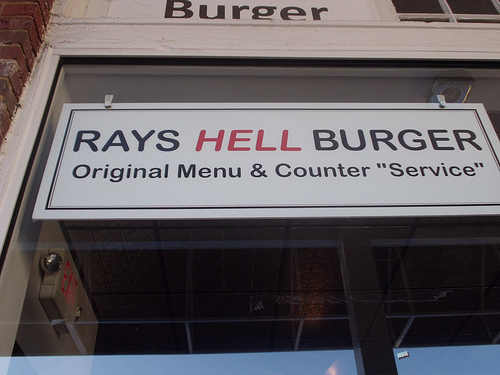 Burger
RAYS HELL BURGER
Original Menu & Counter "Service"